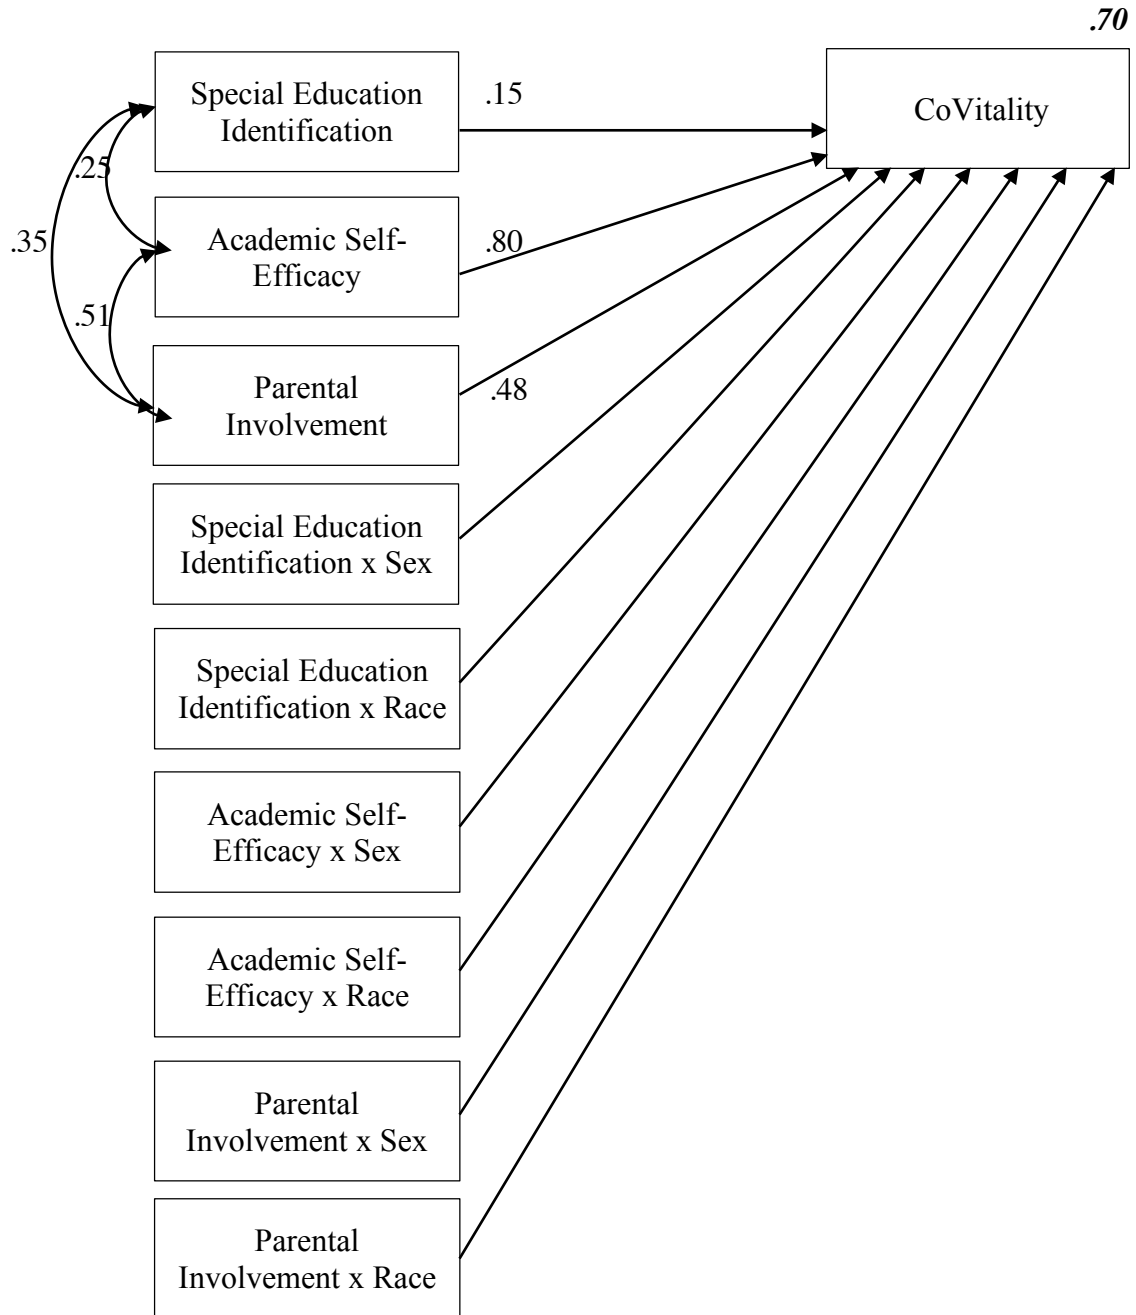 .70
Special Education
Identification
.15
CoVitality
.25
Academic Self-
Efficacy
.80
.35
.51
Parental
Involvement
.48
Special Education
Identification x Sex
Special Education
Identification x Race
Academic Self-
Efficacy x Sex
Academic Self-
Efficacy x Race
Parental
Involvement x Sex
Parental
Involvement x Race